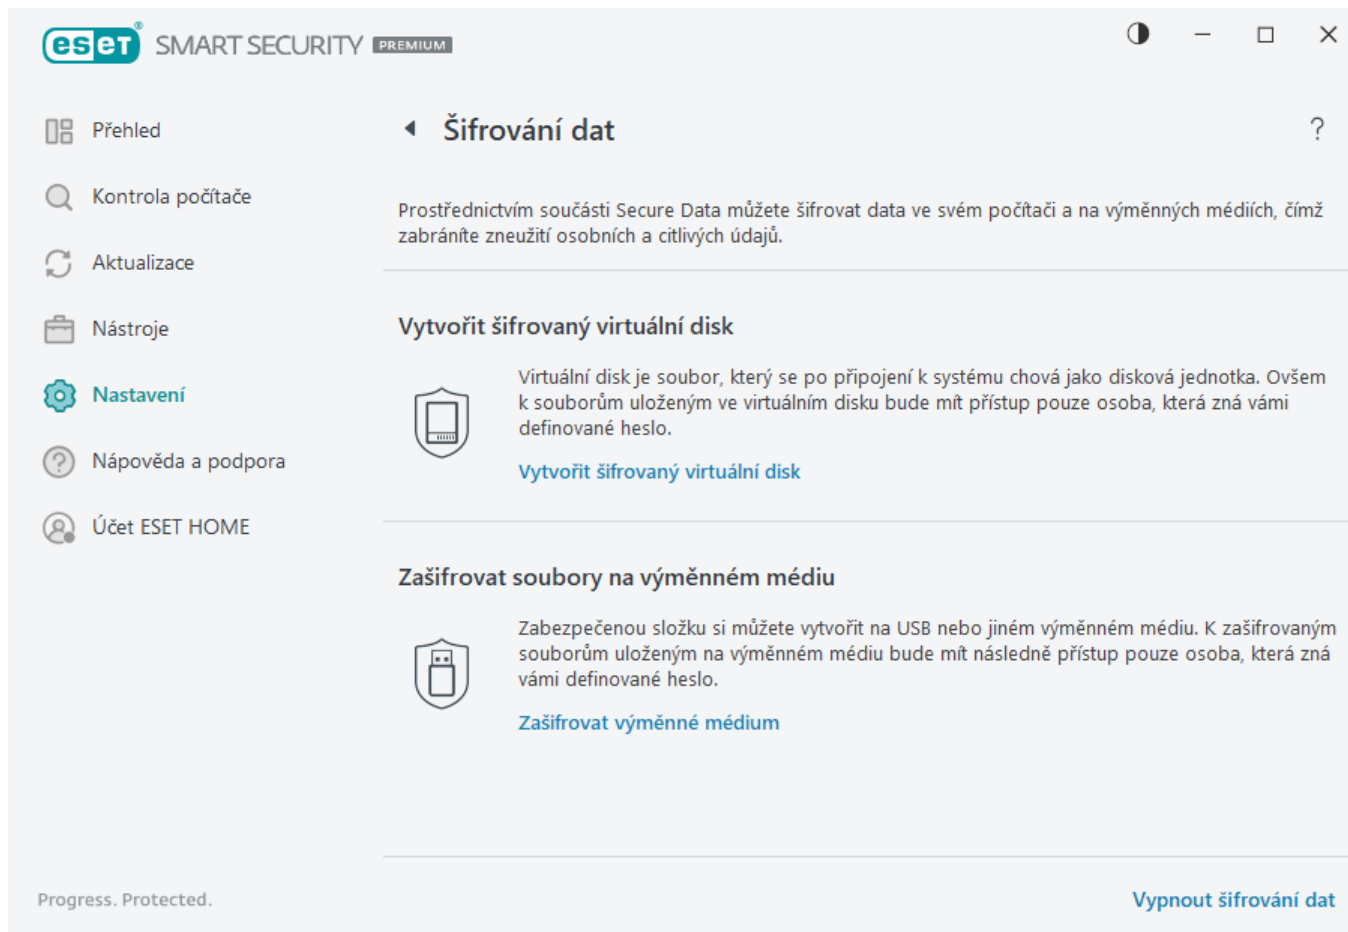 eset® SMART SECURITY PREMIUM
Přehled
Kontrola počítače
Aktualizace
Nástroje
Nastavení
Nápověda a podpora
Účet ESET HOME
Šifrování dat
?
Prostřednictvím součásti Secure Data můžete šifrovat data ve svém počítači a na výměnných médiích, čímž
zabráníte zneužití osobních a citlivých údajů.
Vytvořit šifrovaný virtuální disk
Virtuální disk je soubor, který se po připojení k systému chová jako disková jednotka. Ovšem
k souborům uloženým ve virtuálním disku bude mít přístup pouze osoba, která zná vámi
definované heslo.
Vytvořit šifrovaný virtuální disk
Zašifrovat soubory na výměnném médiu
Zabezpečenou složku si můžete vytvořit na USB nebo jiném výměnném médiu. K zašifrovaným
souborům uloženým na výměnném médiu bude mít následně přístup pouze osoba, která zná
vámi definované heslo.
Zašifrovat výměnné médium
Progress. Protected.
Vypnout šifrování dat